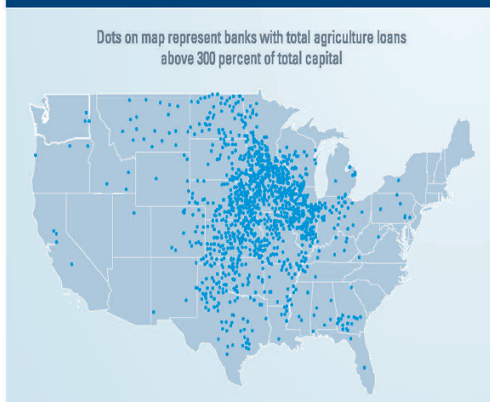 Dots on map represent banks with total agriculture loans
above 300 percent of total capital